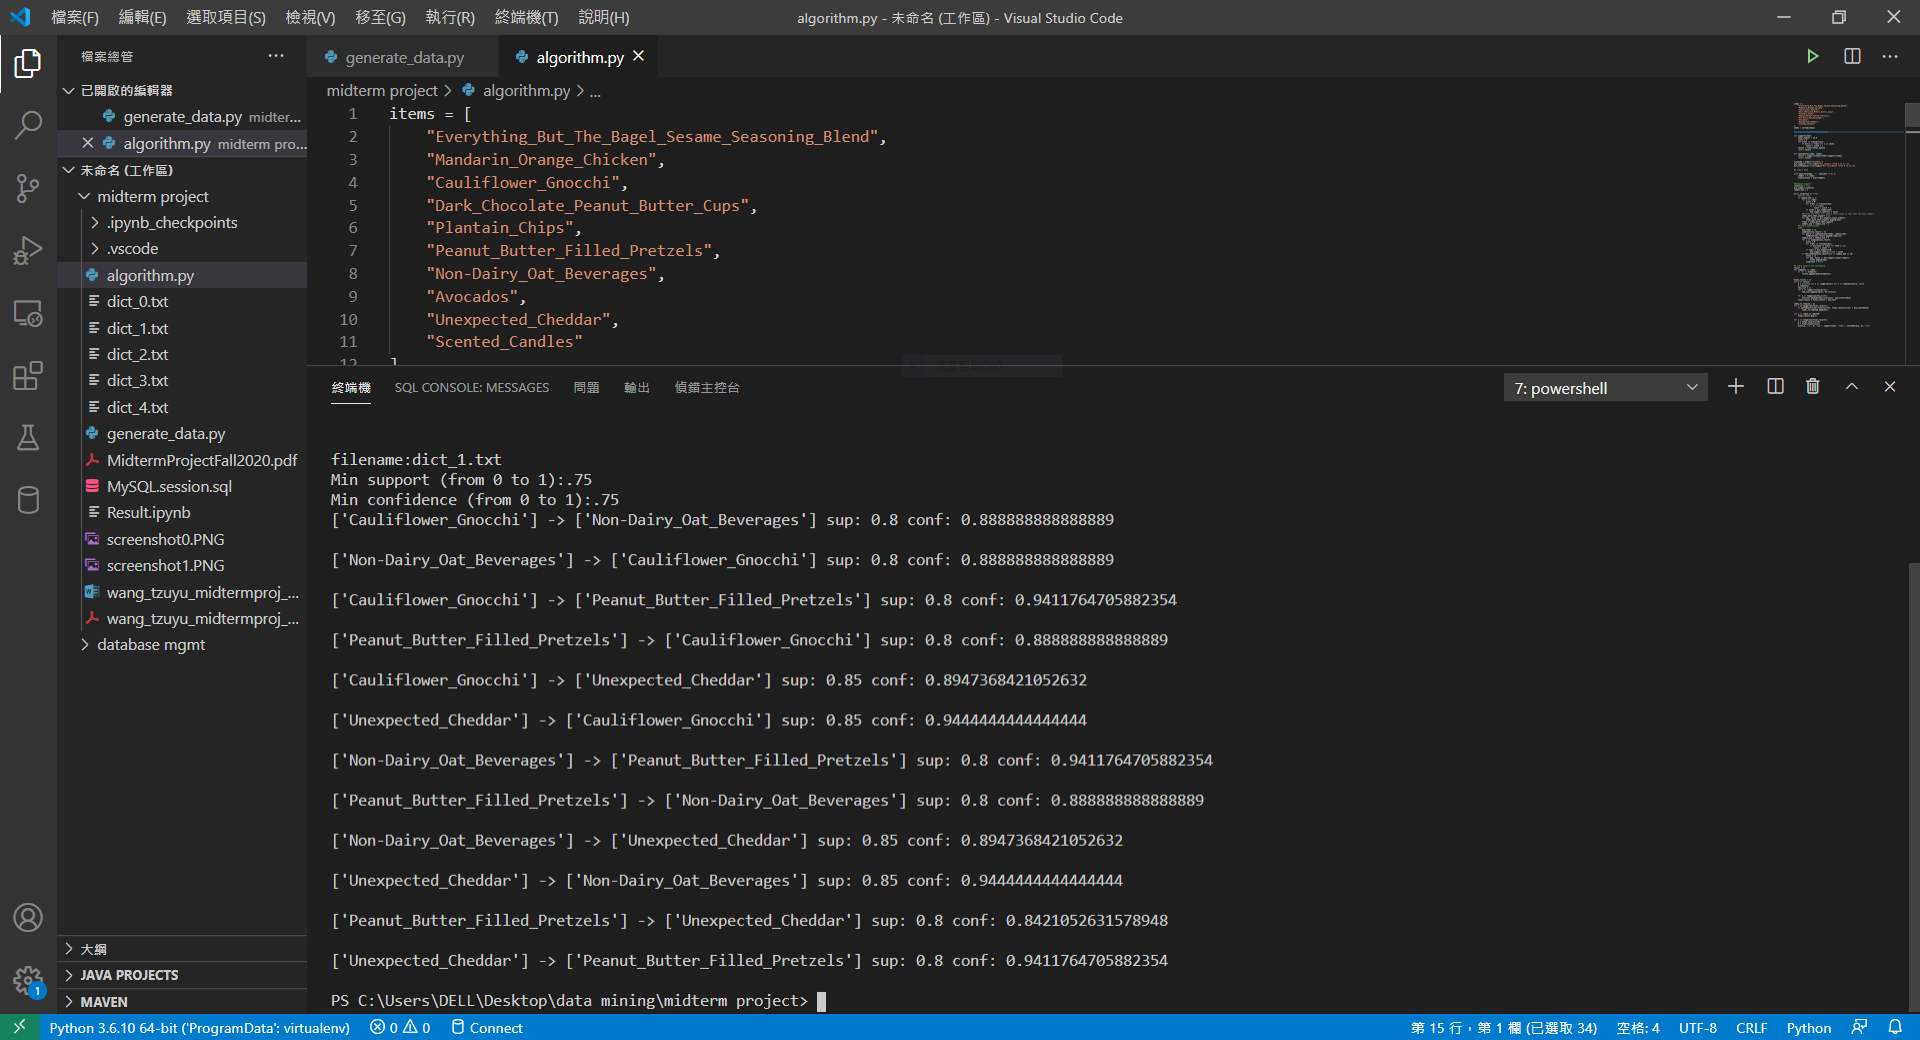 檔案(F) 編輯(E) 選取項目(S) 檢視(V) 移至(G) 執行(R) 終端機(T) 說明(H)
algorithm.py - 未命名 (工作區) - Visual Studio Code
檔案總管
已開啟的編輯器
generate_data.py midter...
algorithm.py midterm pro...
未命名 (工作區)
midterm project
.ipynb_checkpoints
.vscode
algorithm.py
dict_0.txt
dict_1.txt
dict_2.txt
dict_3.txt
dict_4.txt
generate_data.py
MidtermProjectFall2020.pdf
MySQL.session.sql
Result.ipynb
screenshot0.PNG
screenshot1.PNG
wang_tzuyu_midtermproj_...
wang_tzuyu_midtermproj_...
database mgmt
大綱
JAVA PROJECTS
MAVEN
1
generate_data.py
algorithm.py
midterm project > algorithm.py > ...
1 items = [
2 "Everything_But_The_Bagel_Sesame_Seasoning_Blend",
3 "Mandarin_Orange_Chicken",
4 "Cauliflower_Gnocchi",
5 "Dark_Chocolate_Peanut_Butter_Cups",
6 "Plantain_Chips",
7 "Peanut_Butter_Filled_Pretzels",
8 "Non-Dairy_Oat_Beverages",
9 "Avocados",
10 "Unexpected_Cheddar",
11 "Scented_Candles"
12 ]
終端機 SQL CONSOLE: MESSAGES 問題 輸出 偵錯主控台
7: powershell
filename:dict_1.txt
Min support (from 0 to 1):.75
Min confidence (from 0 to 1):.75
['Cauliflower_Gnocchi'] -> ['Non-Dairy_Oat_Beverages'] sup: 0.8 conf: 0.888888888888889
['Non-Dairy_Oat_Beverages'] -> ['Cauliflower_Gnocchi'] sup: 0.8 conf: 0.888888888888889
['Cauliflower_Gnocchi'] -> ['Peanut_Butter_Filled_Pretzels'] sup: 0.8 conf: 0.9411764705882354
['Peanut_Butter_Filled_Pretzels'] -> ['Cauliflower_Gnocchi'] sup: 0.8 conf: 0.888888888888889
['Cauliflower_Gnocchi'] -> ['Unexpected_Cheddar'] sup: 0.85 conf: 0.8947368421052632
['Unexpected_Cheddar'] -> ['Cauliflower_Gnocchi'] sup: 0.85 conf: 0.9444444444444444
['Non-Dairy_Oat_Beverages'] -> ['Peanut_Butter_Filled_Pretzels'] sup: 0.8 conf: 0.9411764705882354
['Peanut_Butter_Filled_Pretzels'] -> ['Non-Dairy_Oat_Beverages'] sup: 0.8 conf: 0.888888888888889
['Non-Dairy_Oat_Beverages'] -> ['Unexpected_Cheddar'] sup: 0.85 conf: 0.8947368421052632
['Unexpected_Cheddar'] -> ['Non-Dairy_Oat_Beverages'] sup: 0.85 conf: 0.9444444444444444
['Peanut_Butter_Filled_Pretzels'] -> ['Unexpected_Cheddar'] sup: 0.8 conf: 0.8421052631578948
['Unexpected_Cheddar'] -> ['Peanut_Butter_Filled_Pretzels'] sup: 0.8 conf: 0.9411764705882354
PS C:\Users\DELL\Desktop\data mining\midterm project>
Python 3.6.10 64-bit ('ProgramData': virtualenv) 0 0 Connect
第 15 行，第 1 欄 (已選取 34) 空格: 4 UTF-8 CRLF Python